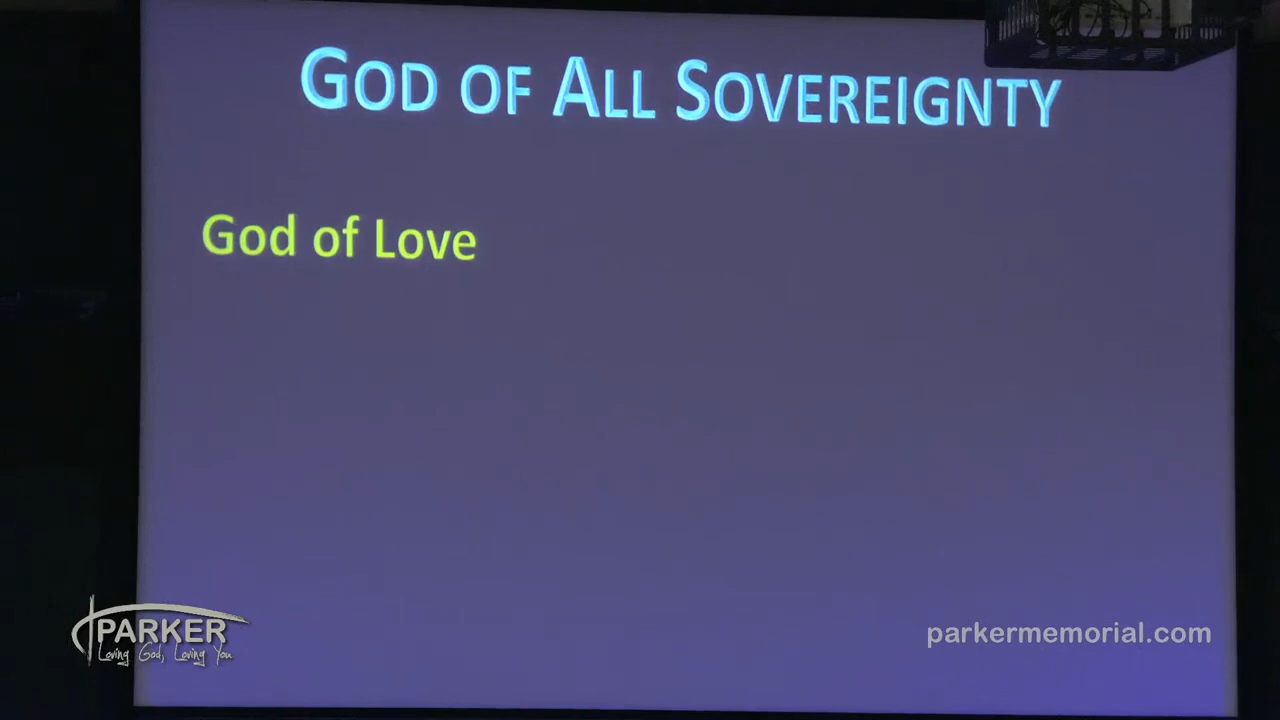 GOD OF ALL SOVEREIGNTY
God of Love
PARKER
Loving God, Loving You
parkermemorial.com